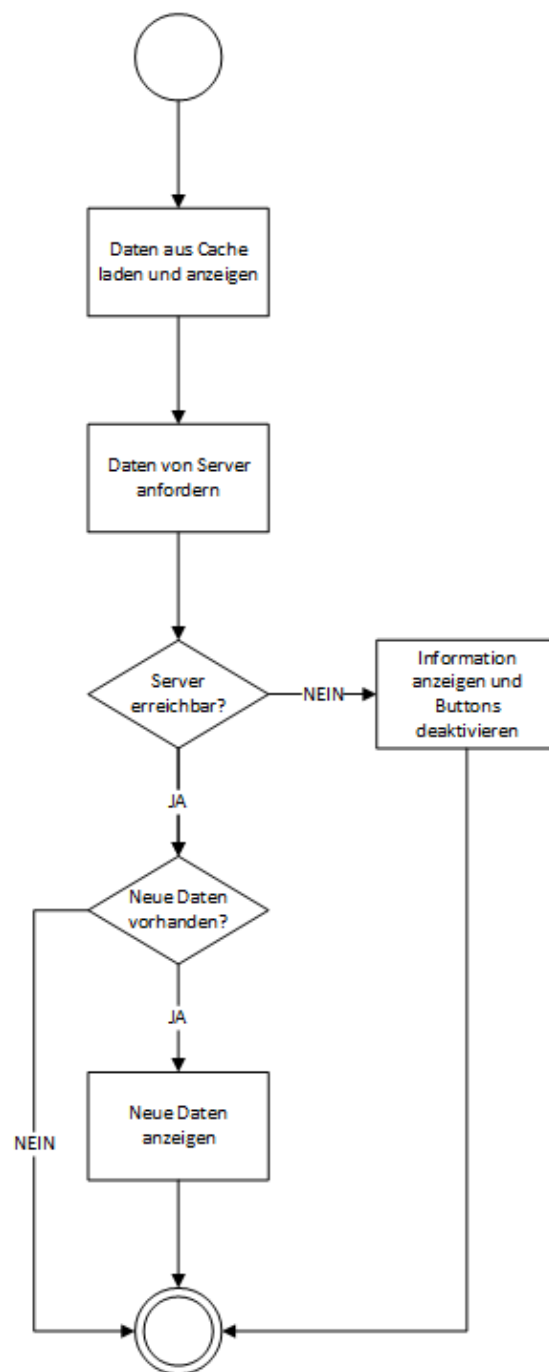 Daten aus Cache
laden und anzeigen
Daten von Server
anfordern
Server
erreichbar?
NEIN
Information
anzeigen und
Buttons
deaktivieren
JA
Neue Daten
vorhanden?
JA
Neue Daten
anzeigen
NEIN